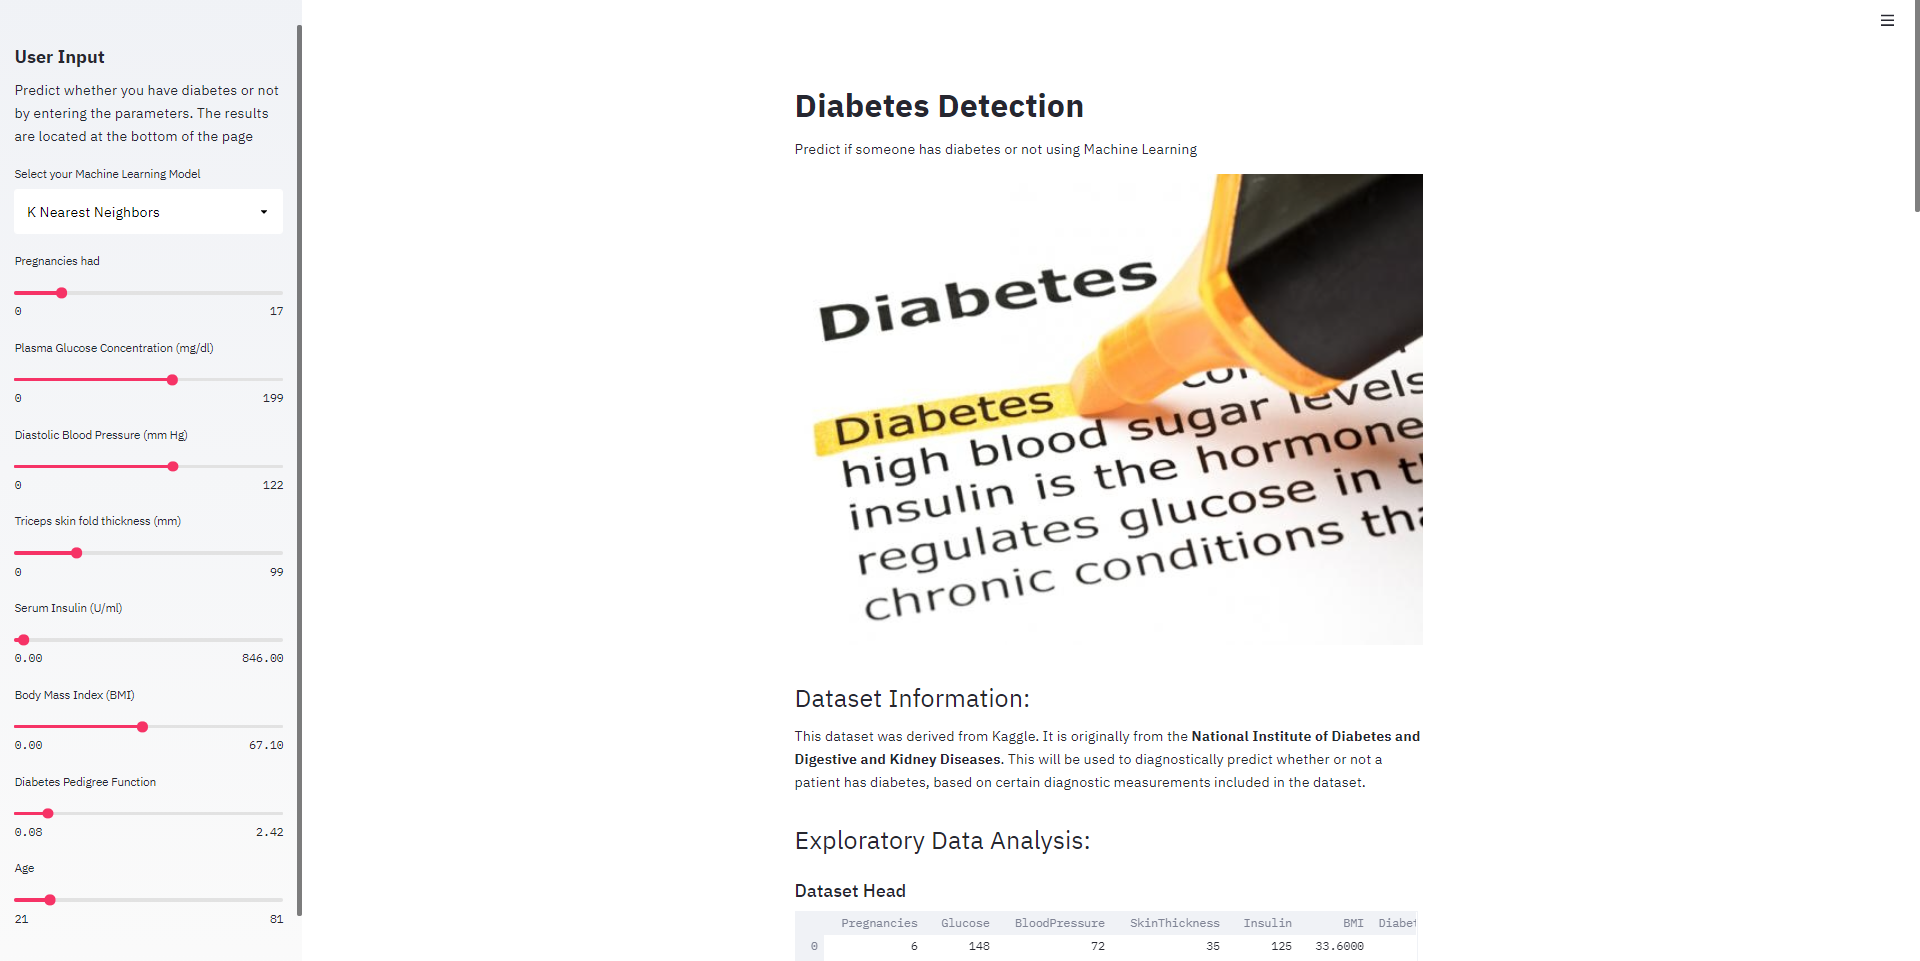 User Input
Predict whether you have diabetes or not
by entering the parameters. The results
are located at the bottom of the page
Select your Machine Learning Model
K Nearest Neighbors
Pregnancies had
0 17
Plasma Glucose Concentration (mg/dl)
0 199
Diastolic Blood Pressure (mm Hg)
0 122
Triceps skin fold thickness (mm)
0 99
Serum Insulin (U/ml)
0.00 846.00
Body Mass Index (BMI)
0.00 67.10
Diabetes Pedigree Function
0.08 2.42
Age
21 81
Diabetes Detection
Predict if someone has diabetes or not using Machine Learning
Diabetes
Diabetes
high blood sugar levels
insulin is the hormone
regulates glucose in
chronic conditions
Dataset Information:
This dataset was derived from Kaggle. It is originally from the National Institute of Diabetes and
Digestive and Kidney Diseases. This will be used to diagnostically predict whether or not a
patient has diabetes, based on certain diagnostic measurements included in the dataset.
Exploratory Data Analysis:
Dataset Head
Pregnancies Glucose BloodPressure SkinThickness Insulin BMI
0 6 148 72 35 125 33.6000